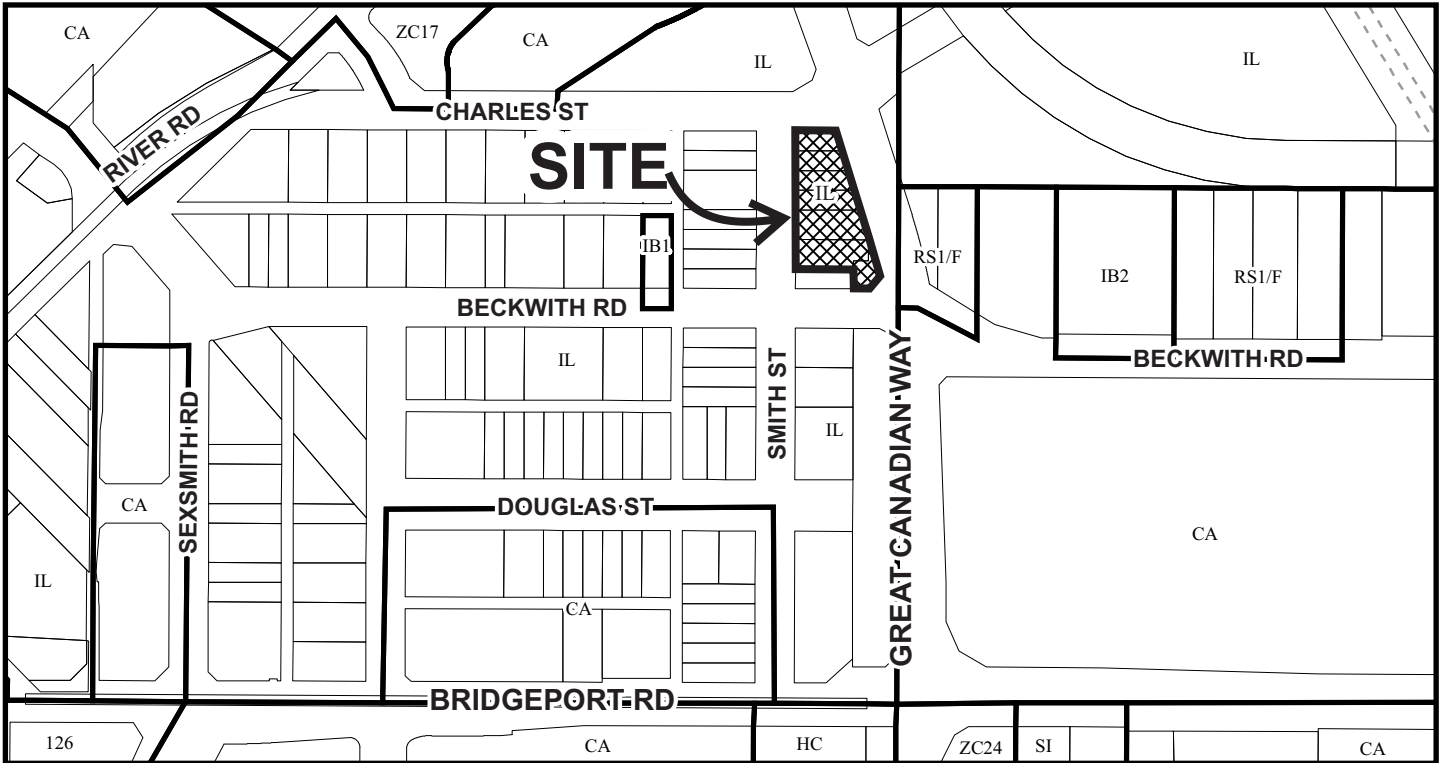 CA
ZC17
CA
IL
IL
CHARLES ST
RIVER RD
SITE
IL
IB1
RS1/F
IB2
RS1/F
BECKWITH RD
BECKWITH RD
IL
SMITH ST
IL
SEXSMITH RD
GREAT CANADIAN WAY
CA
DOUGLAS ST
CA
IL
CA
BRIDGEPORT RD
126
CA
HC
ZC24
SI
CA